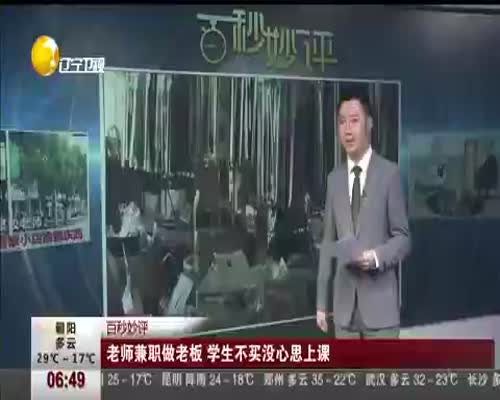 百秒妙评
辽宁卫视
朝阳
多云
29℃~17℃
百秒妙评
老师兼职做老板 学生不买没心思上课
06:49
25~17℃ 昆明 阵雨 24~18℃ 郑州 多云 35~22℃ 武汉 多云 32~23℃ 长沙